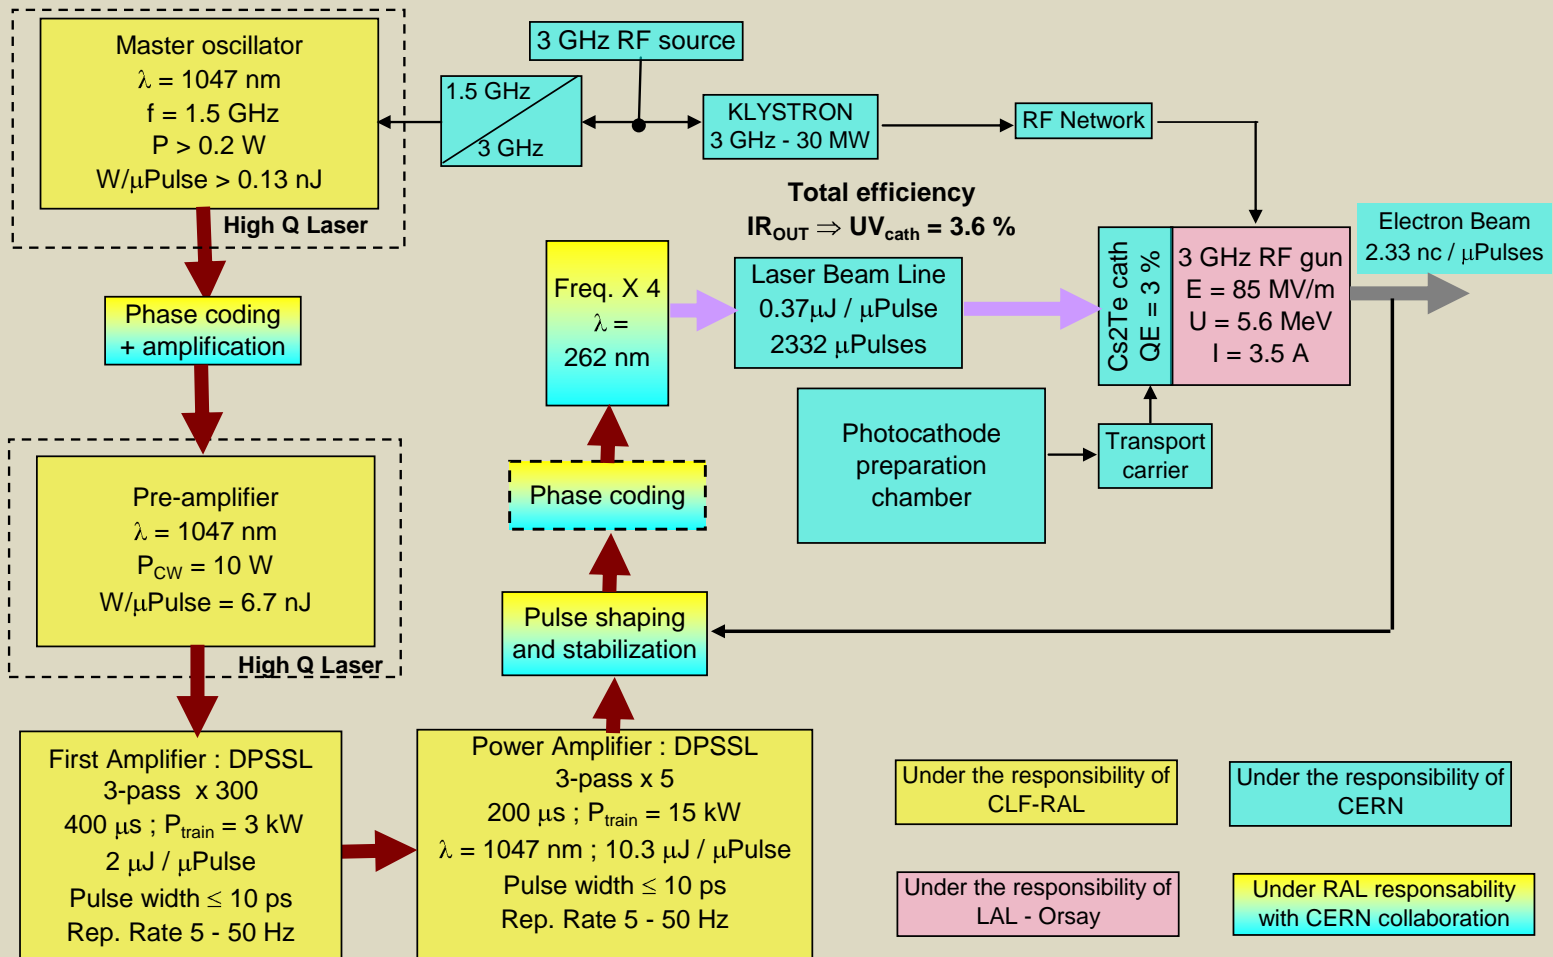 Master oscillator
λ = 1047 nm
f = 1.5 GHz
P > 0.2 W
W/μPulse > 0.13 nJ
High Q Laser
3 GHz RF source
1.5 GHz
3 GHz
KLYSTRON
3 GHz - 30 MW
RF Network
Total efficiency
IR_OUT ⇒ UV_cath = 3.6 %
Phase coding
+ amplification
Freq. X 4
λ =
262 nm
Laser Beam Line
0.37μJ / μPulse
2332 μPulses
Cs2Te cath
QE = 3 %
3 GHz RF gun
E = 85 MV/m
U = 5.6 MeV
I = 3.5 A
Electron Beam
2.33 nc / μPulses
Photocathode
preparation
chamber
Transport
carrier
Pre-amplifier
λ = 1047 nm
P_CW = 10 W
W/μPulse = 6.7 nJ
High Q Laser
Phase coding
Pulse shaping
and stabilization
First Amplifier : DPSSL
3-pass x 300
400 μs ; P_train = 3 kW
2 μJ / μPulse
Pulse width ≤ 10 ps
Rep. Rate 5 - 50 Hz
Power Amplifier : DPSSL
3-pass x 5
200 μs ; P_train = 15 kW
λ = 1047 nm ; 10.3 μJ / μPulse
Pulse width ≤ 10 ps
Rep. Rate 5 - 50 Hz
Under the responsibility of
CLF-RAL
Under the responsibility of
CERN
Under the responsibility of
LAL - Orsay
Under RAL responsability
with CERN collaboration